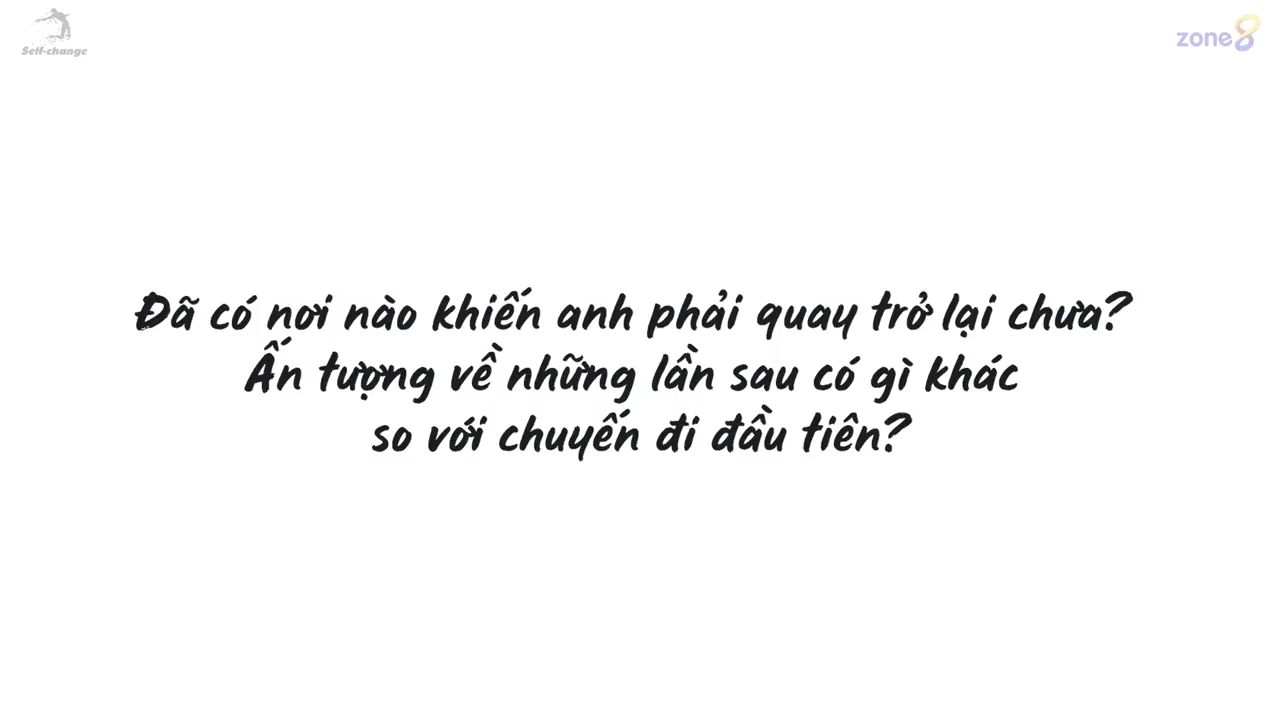 Self-change
zone8
Đã có nơi nào khiến anh phải quay trở lại chưa?
Ấn tượng về những lần sau có gì khác
so với chuyến đi đầu tiên?